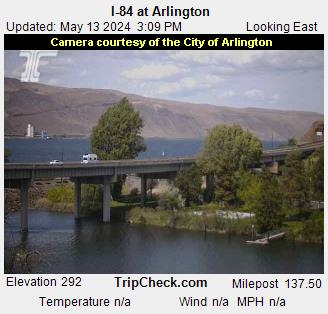 I-84 at Arlington
Updated: May 13 2024 3:09 PM Looking East
Camera courtesy of the City of Arlington
Elevation 292 TripCheck.com Milepost 137.50
Temperature n/a Wind n/a MPH n/a